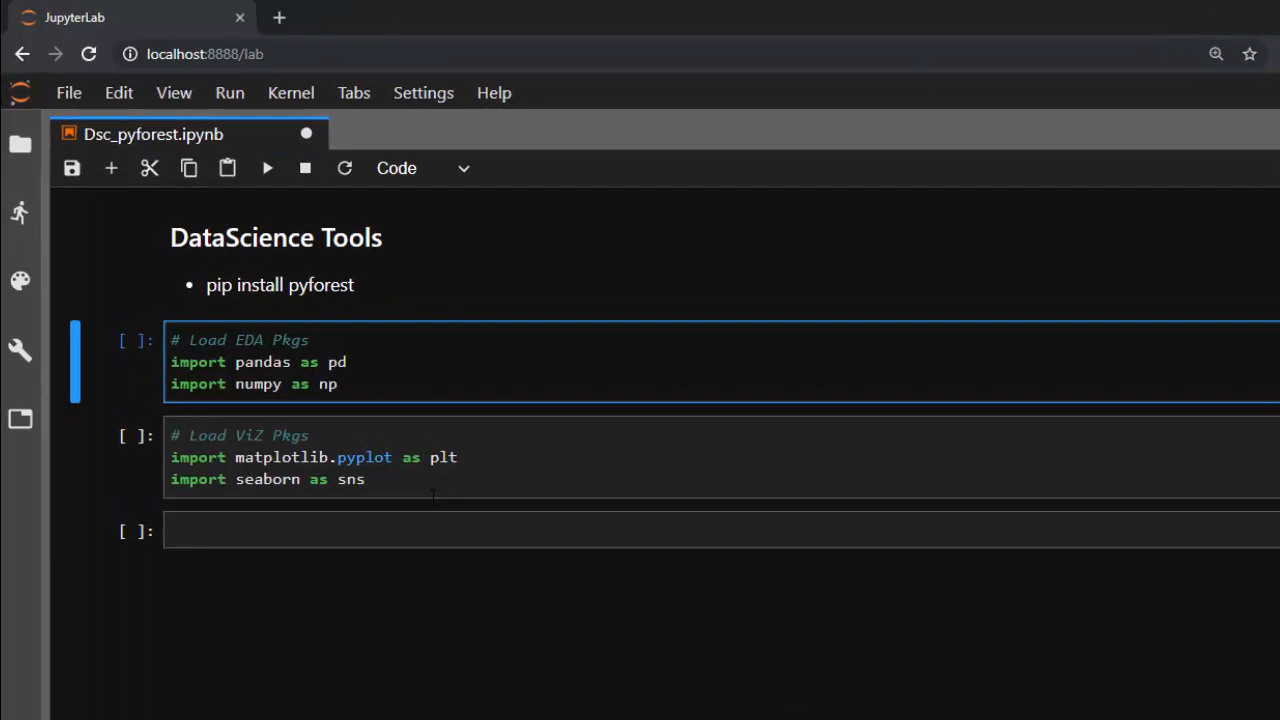 JupyterLab
localhost:8888/lab
File Edit View Run Kernel Tabs Settings Help
Dsc_pyforest.ipynb
Code
DataScience Tools
• pip install pyforest
[ ]: # Load EDA Pkgs
import pandas as pd
import numpy as np
[ ]: # Load ViZ Pkgs
import matplotlib.pyplot as plt
import seaborn as sns
[ ]: